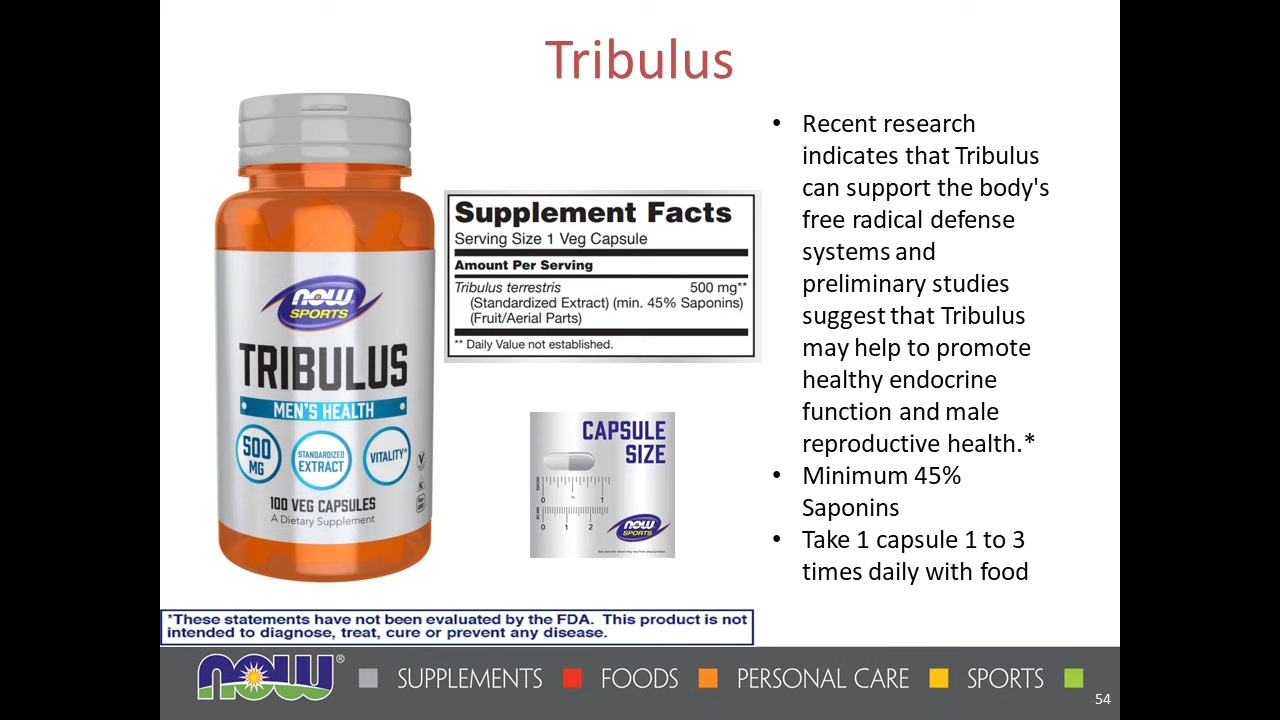 Tribulus
NOW
SPORTS
TRIBULUS
MEN'S HEALTH
500
MG
STANDARDIZED
EXTRACT
VITALITY*
100 VEG CAPSULES
A Dietary Supplement
Supplement Facts
Serving Size 1 Veg Capsule
Amount Per Serving
Tribulus terrestris 500 mg**
(Standardized Extract) (min. 45% Saponins)
(Fruit/Aerial Parts)
** Daily Value not established.
CAPSULE
SIZE
0 1
0 1 2
NOW
SPORTS
• Recent research
indicates that Tribulus
can support the body's
free radical defense
systems and
preliminary studies
suggest that Tribulus
may help to promote
healthy endocrine
function and male
reproductive health.*
• Minimum 45%
Saponins
• Take 1 capsule 1 to 3
times daily with food
*These statements have not been evaluated by the FDA. This product is not
intended to diagnose, treat, cure or prevent any disease.
NOW® SUPPLEMENTS FOODS PERSONAL CARE SPORTS
54